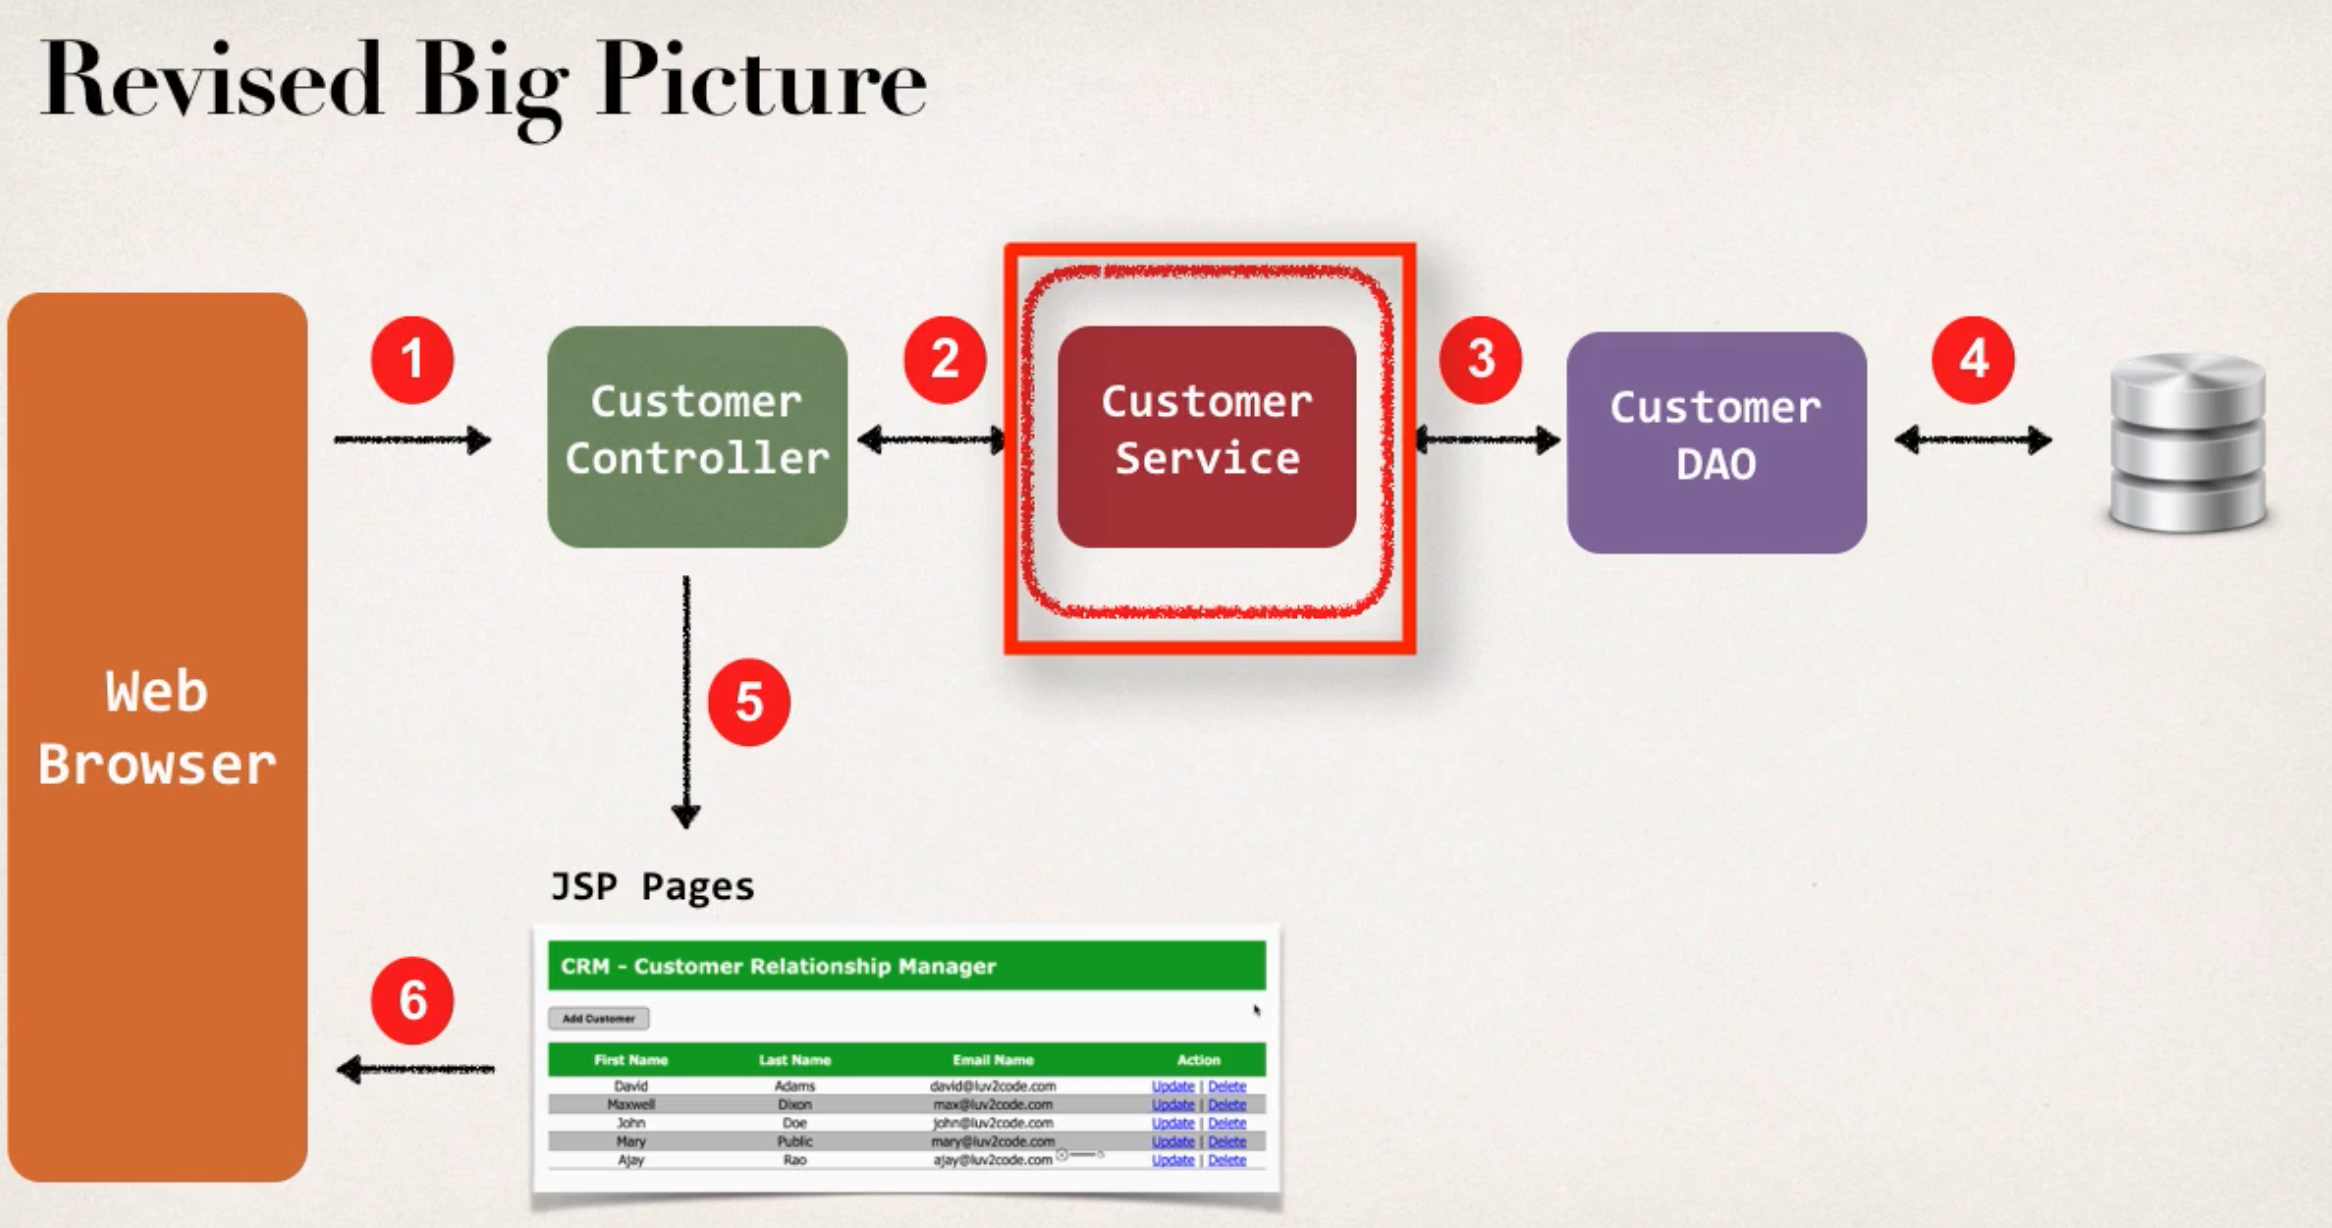 Revised Big Picture
1
2
3
4
Customer
Controller
Customer
Service
Customer
DAO
5
Web
Browser
JSP Pages
6
CRM - Customer Relationship Manager
Add Customer
First Name Last Name Email Name Action
David Adams david@luv2code.com Update | Delete
Maxwell Dixon max@luv2code.com Update | Delete
John Doe john@luv2code.com Update | Delete
Mary Public mary@luv2code.com Update | Delete
Ajay Rao ajay@luv2code.com Update | Delete